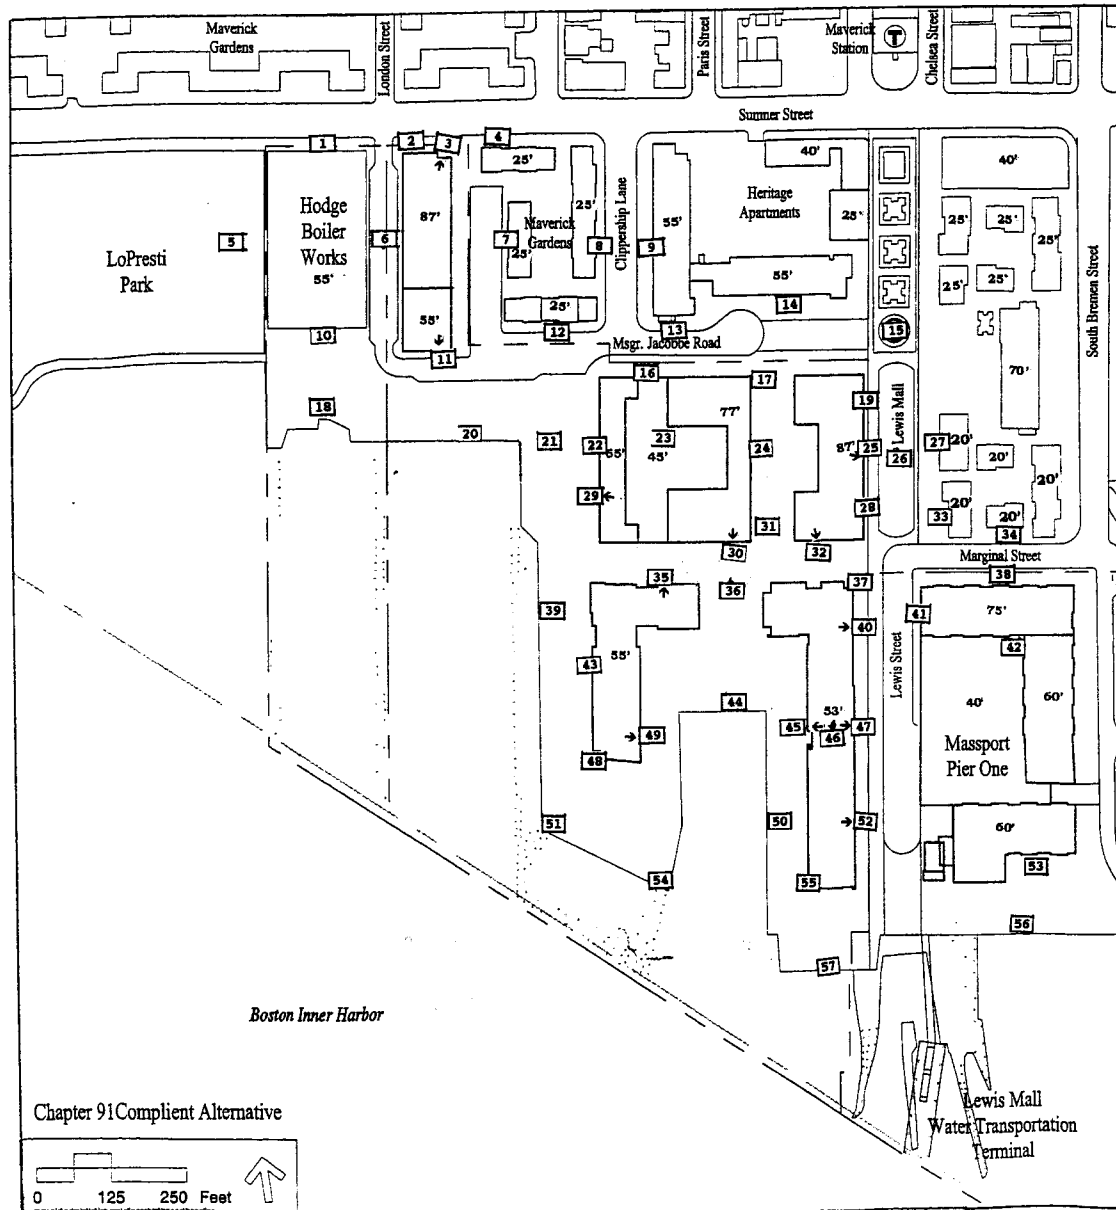 Maverick
Gardens
London Street
Paris Street
Maverick
Station
T
Chelsea Street
Sumner Street
1
2
3
4
25'
40'
40'
Hodge
Boiler
Works
55'
87'
25'
Maverick
Gardens
25'
Clippership Lane
55'
Heritage
Apartments
25'
25'
25'
25'
5
6
7
8
9
LoPresti
Park
South Bremen Street
55'
25'
25'
55'
25'
14
10
11
12
13
15
Msgr. Jacobbe Road
70'
16
17
18
19
77'
Lewis Mall
20
21
22
23
24
25
26
27
55'
45'
87'
20'
20'
20'
29
28
20'
20'
33
31
34
30
32
Marginal Street
35
36
37
38
39
40
41
75'
42
43
55'
Lewis Street
40'
60'
44
45
46
47
53'
48
49
Massport
Pier One
50
51
52
60'
53
54
55
56
57
Boston Inner Harbor
Chapter 91Complient Alternative
0 125 250 Feet
Lewis Mall
Water Transportation
Terminal